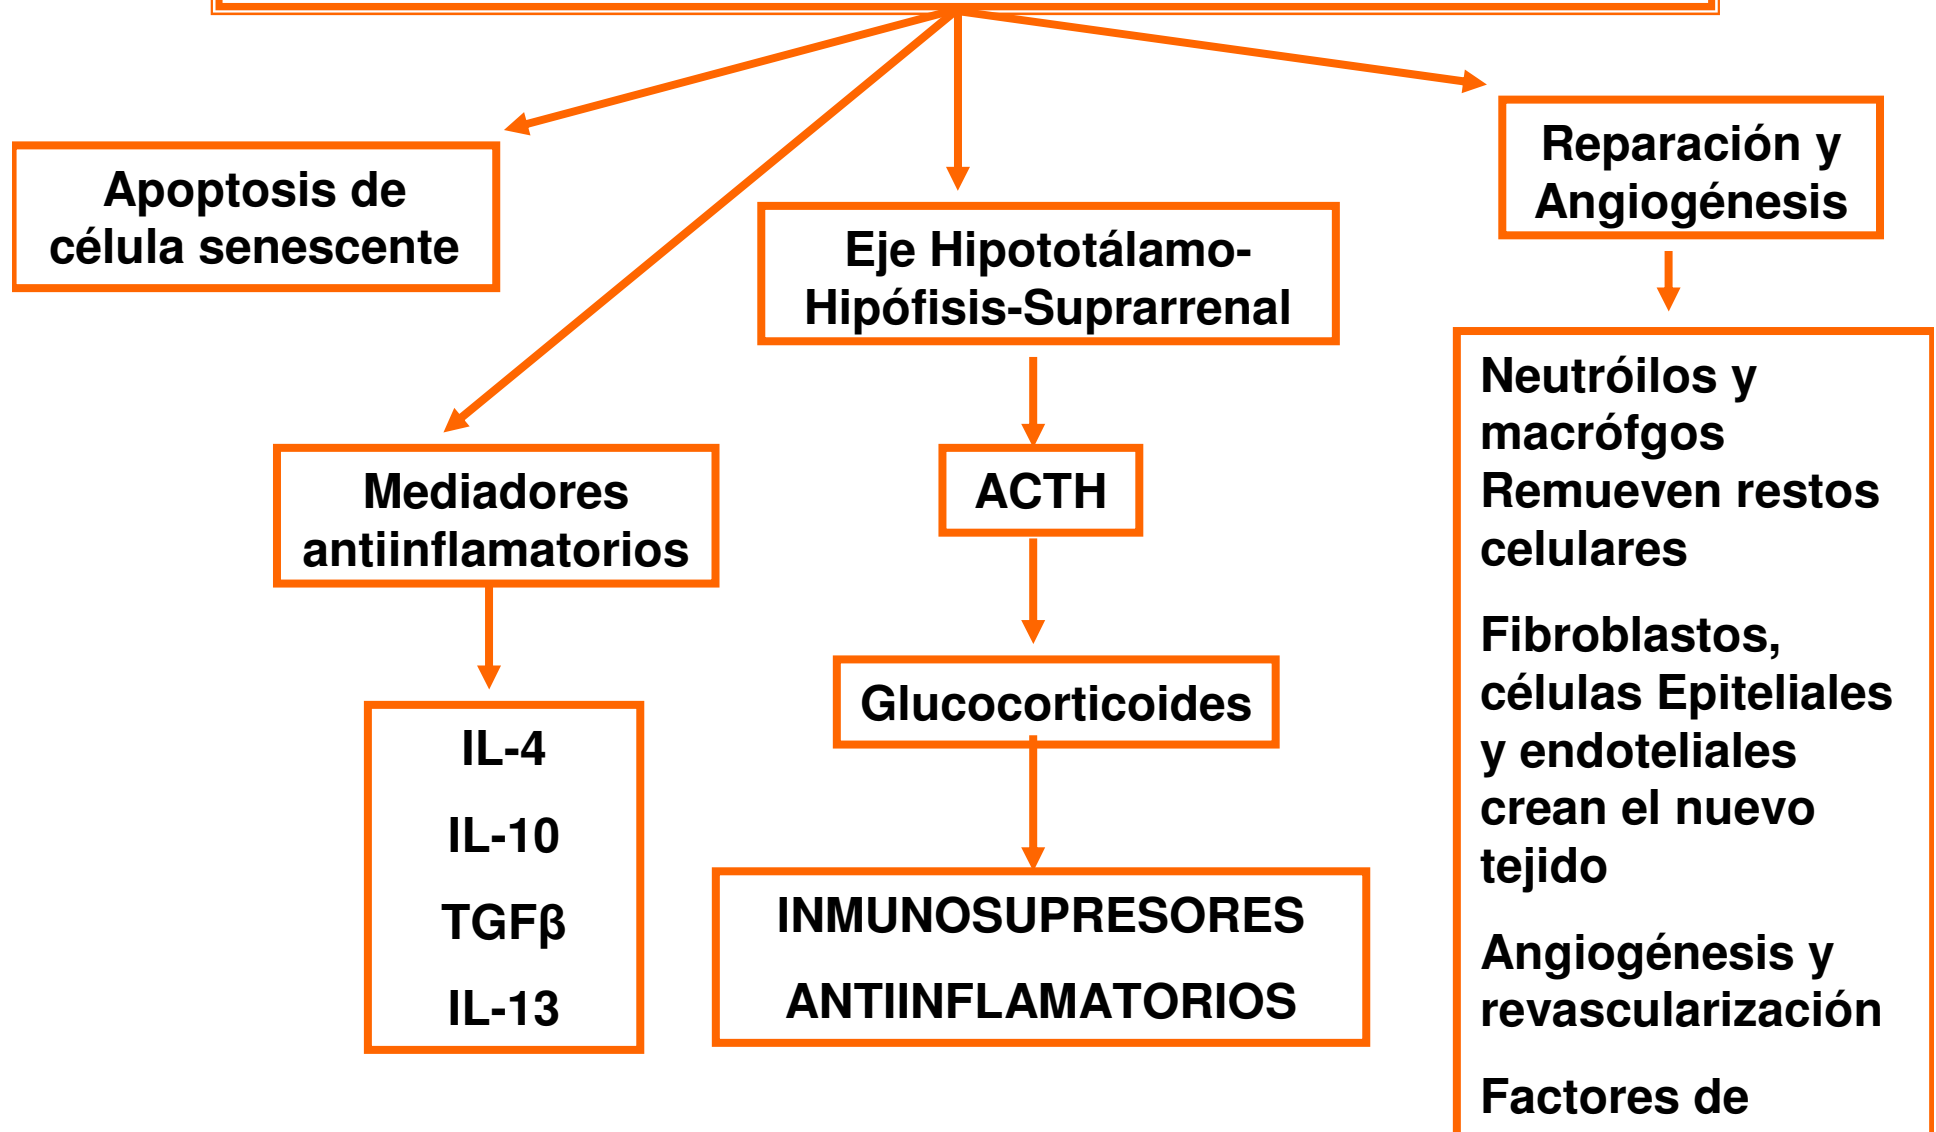 Apoptosis de
célula senescente
Mediadores
antiinflamatorios
IL-4
IL-10
TGFβ
IL-13
Eje Hipototálamo-
Hipófisis-Suprarrenal
ACTH
Glucocorticoides
INMUNOSUPRESORES
ANTIINFLAMATORIOS
Reparación y
Angiogénesis
Neutróilos y
macrófgos
Remueven restos
celulares
Fibroblastos,
células Epiteliales
y endoteliales
crean el nuevo
tejido
Angiogénesis y
revascularización
Factores de